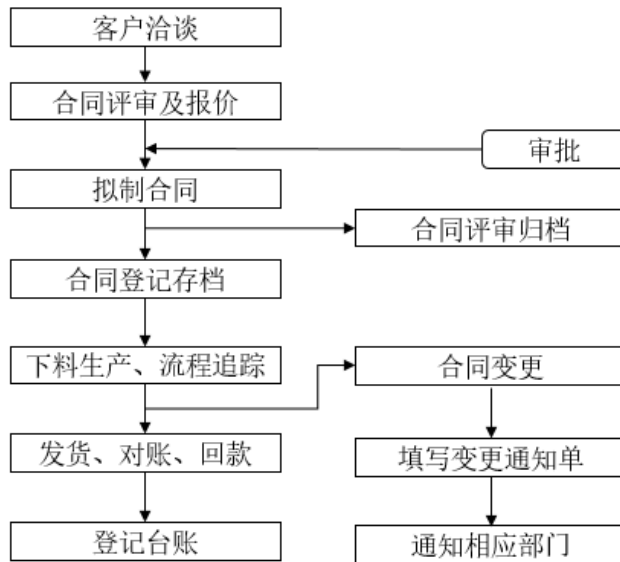 客户洽谈
合同评审及报价
审批
拟制合同
合同评审归档
合同登记存档
下料生产、流程追踪
合同变更
发货、对账、回款
填写变更通知单
登记台账
通知相应部门